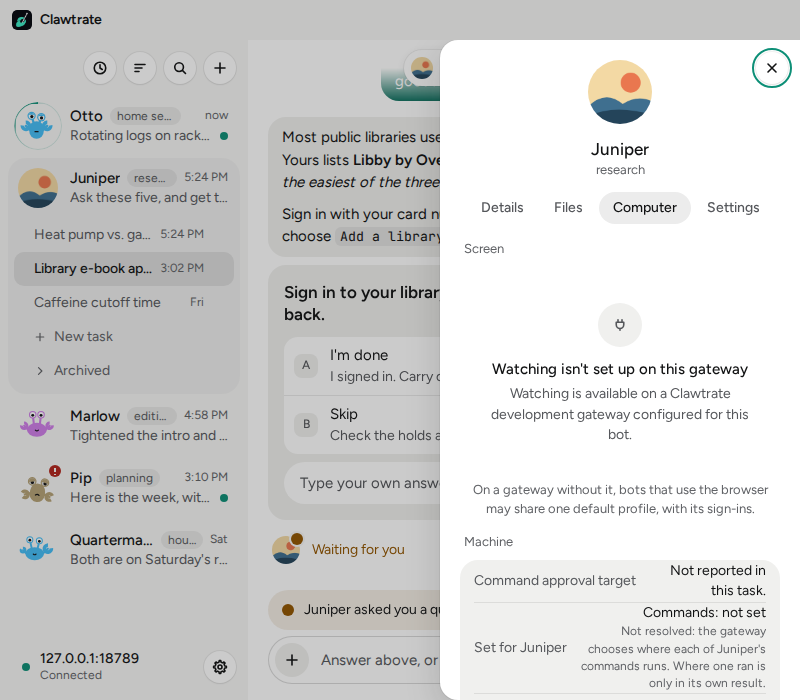 Clawtrate
Otto home se... now
Rotating logs on rack...
Juniper rese... 5:24 PM
Ask these five, and get t...
Heat pump vs. ga... 5:24 PM
Library e-book ap... 3:02 PM
Caffeine cutoff time Fri
New task
Archived
Marlow editi... 4:58 PM
Tightened the intro and ...
Pip planning 3:10 PM
Here is the week, wit...
Quarterma... hou... Sat
Both are on Saturday's r...
127.0.0.1:18789
Connected
Most public libraries use
Yours lists Libby by Ove
the easiest of the three
Sign in with your card n
choose Add a library
Sign in to your library
back.
A I'm done
I signed in. Carry o
B Skip
Check the holds a
Type your own answ
Waiting for you
Juniper asked you a qu
Answer above, or
Juniper
research
Details Files Computer Settings
Screen
Watching isn't set up on this gateway
Watching is available on a Clawtrate
development gateway configured for this
bot.
On a gateway without it, bots that use the browser
may share one default profile, with its sign-ins.
Machine
Command approval target Not reported in
this task.
Set for Juniper Commands: not set
Not resolved: the gateway
chooses where each of Juniper's
commands runs. Where one ran is
only in its own result.